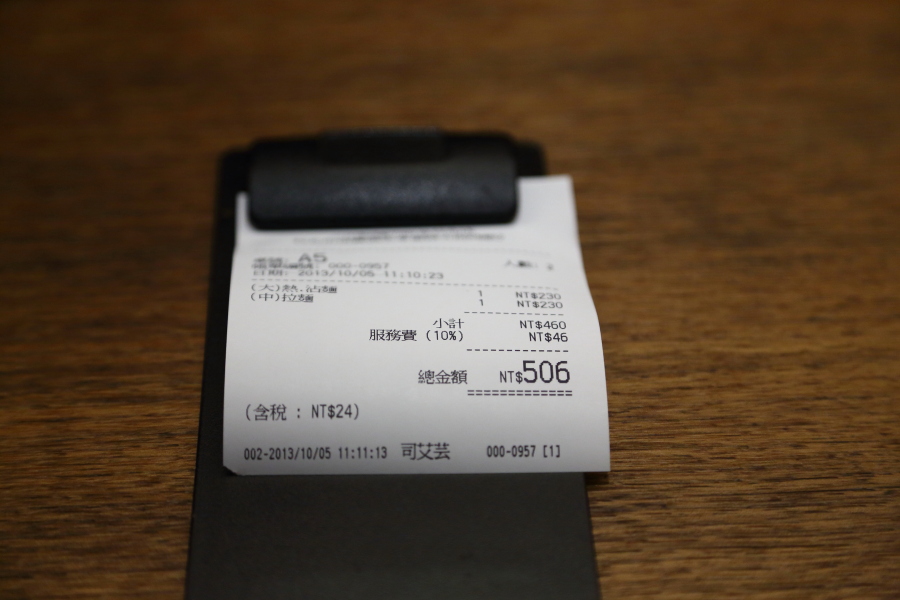 A5
000-0957
日期: 2013/10/05 11:10:23
(大)熱.沾麵 1 NT$230
(中)拉麵 1 NT$230
小計 NT$460
服務費 (10%) NT$46
總金額 NT$506
(含稅 : NT$24)
002-2013/10/05 11:11:13 司艾芸 000-0957 [1]